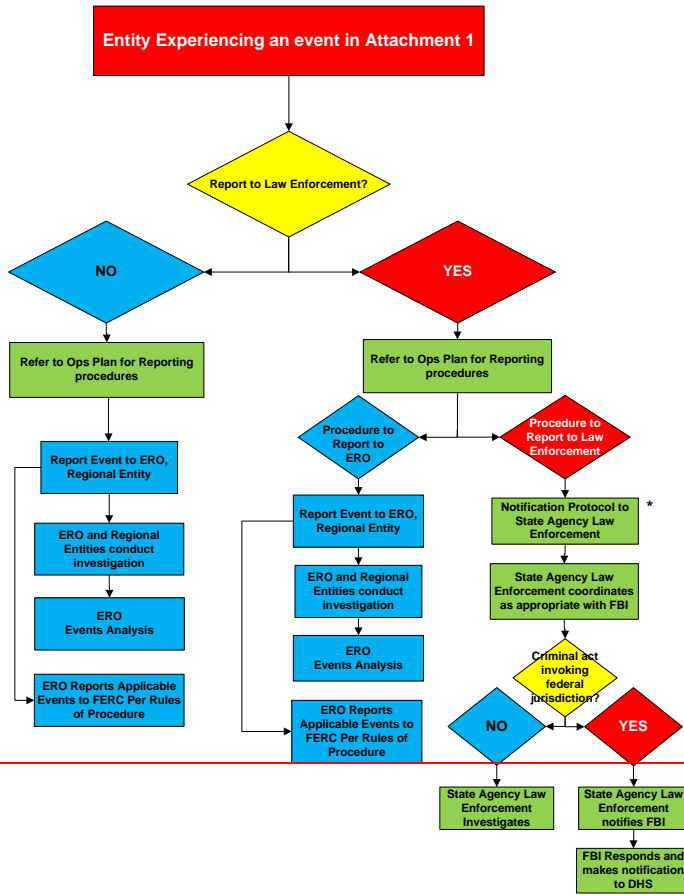 Entity Experiencing an event in Attachment 1
Report to Law Enforcement?
NO
YES
Refer to Ops Plan for Reporting
procedures
Refer to Ops Plan for Reporting
procedures
Procedure to
Report to
ERO
Procedure to
Report to Law
Enforcement
Report Event to ERO,
Regional Entity
ERO and Regional
Entities conduct
investigation
ERO
Events Analysis
ERO Reports Applicable
Events to FERC Per Rules
of Procedure
Report Event to ERO,
Regional Entity
ERO and Regional
Entities conduct
investigation
ERO
Events Analysis
ERO Reports
Applicable Events to
FERC Per Rules of
Procedure
Notification Protocol to
State Agency Law
Enforcement
*
State Agency Law
Enforcement coordinates
as appropriate with FBI
Criminal act
invoking
federal
jurisdiction?
NO
YES
State Agency Law
Enforcement
Investigates
State Agency Law
Enforcement
notifies FBI
FBI Responds and
makes notification
to DHS